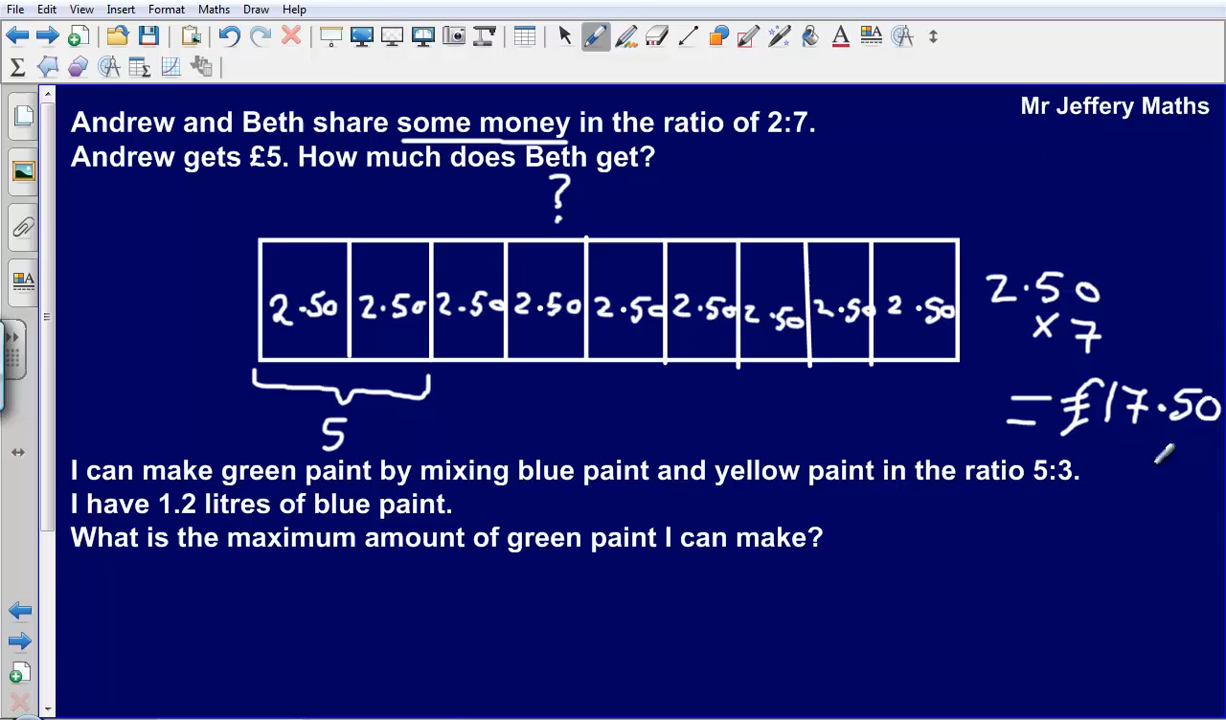 File Edit View Insert Format Maths Draw Help
Mr Jeffery Maths
Andrew and Beth share some money in the ratio of 2:7.
Andrew gets £5. How much does Beth get?
?
2.50 2.50 2.50 2.50 2.50 2.50 2.50 2.50 2.50
2.50
× 7
= £17.50
5
I can make green paint by mixing blue paint and yellow paint in the ratio 5:3.
I have 1.2 litres of blue paint.
What is the maximum amount of green paint I can make?